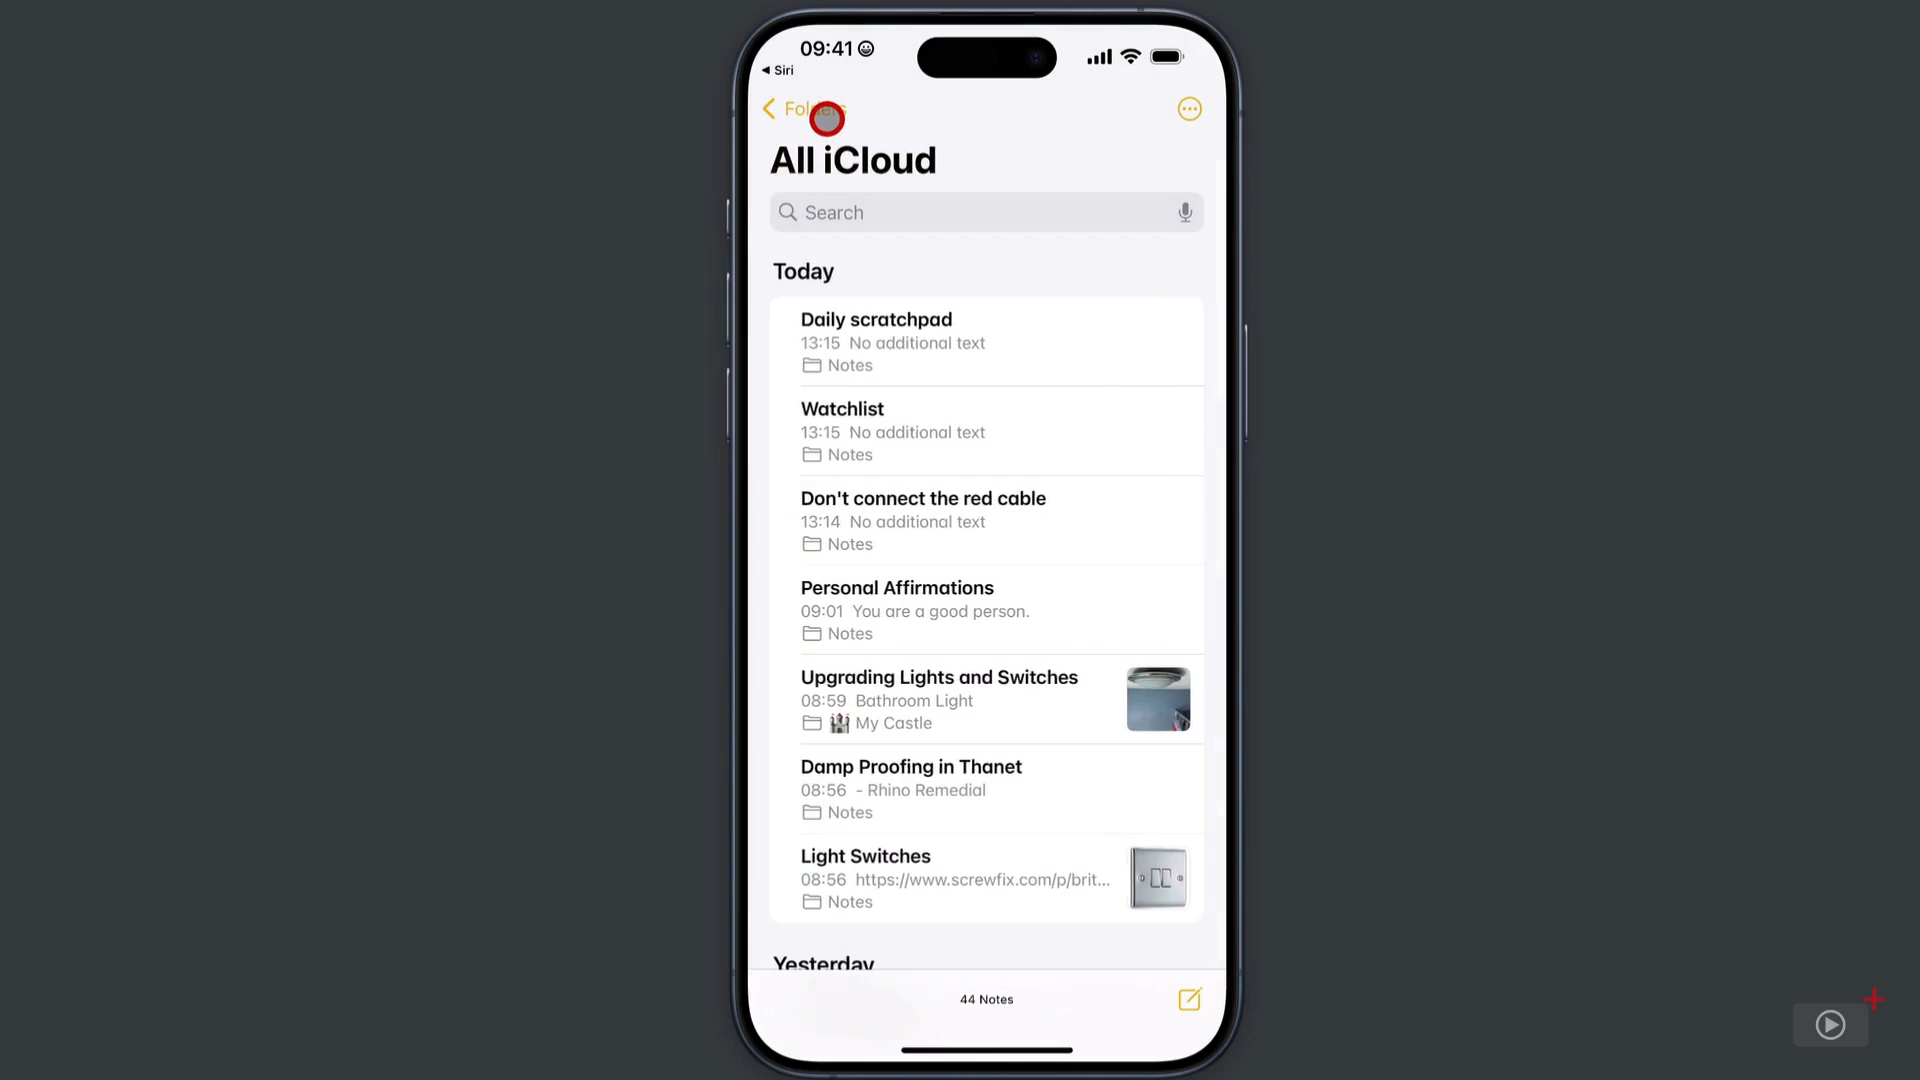 09:41
Siri
Folders
All iCloud
Search
Today
Daily scratchpad
13:15 No additional text
Notes
Watchlist
13:15 No additional text
Notes
Don't connect the red cable
13:14 No additional text
Notes
Personal Affirmations
09:01 You are a good person.
Notes
Upgrading Lights and Switches
08:59 Bathroom Light
My Castle
Damp Proofing in Thanet
08:56 - Rhino Remedial
Notes
Light Switches
08:56 https://www.screwfix.com/p/brit...
Notes
Yesterday
44 Notes